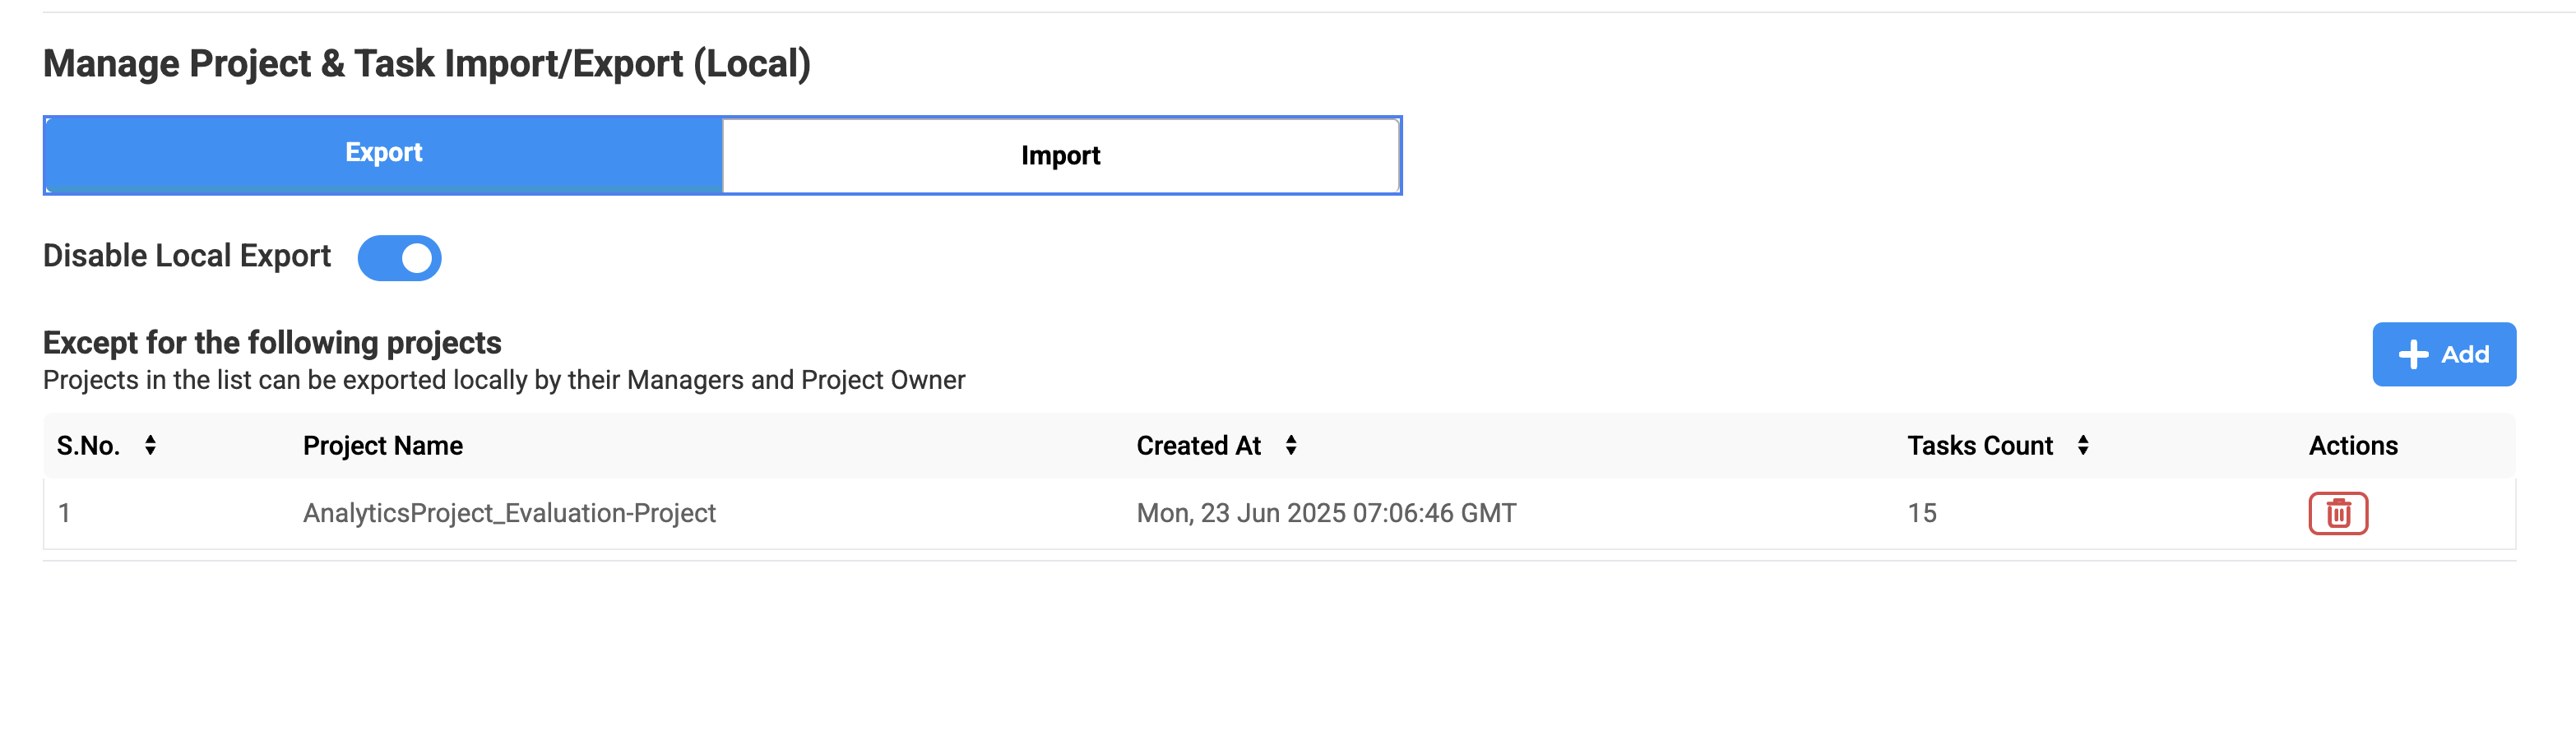 Manage Project & Task Import/Export (Local)
Export Import
Disable Local Export
Except for the following projects
Projects in the list can be exported locally by their Managers and Project Owner
Add
S.No. Project Name Created At Tasks Count Actions
1 AnalyticsProject_Evaluation-Project Mon, 23 Jun 2025 07:06:46 GMT 15